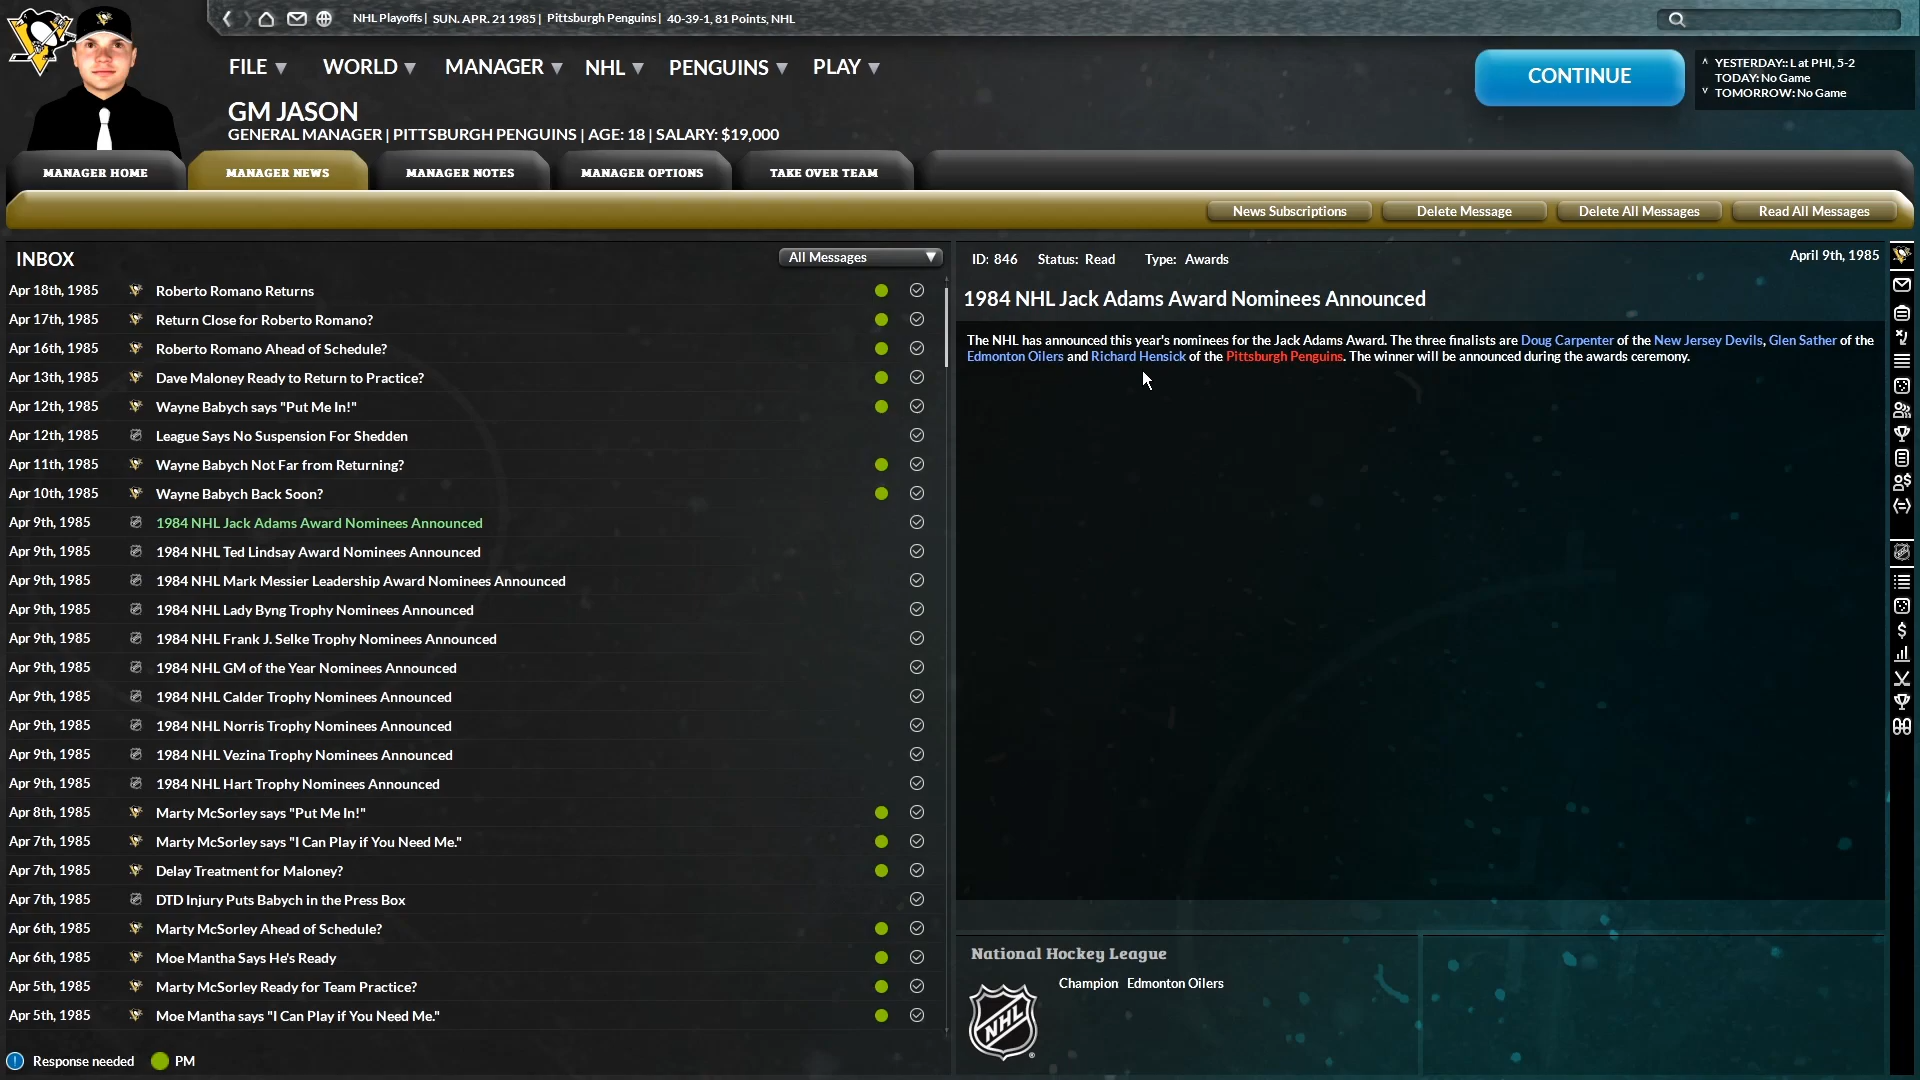 NHL Playoffs | SUN. APR. 21 1985 | Pittsburgh Penguins | 40-39-1, 81 Points, NHL
FILE WORLD MANAGER NHL PENGUINS PLAY
CONTINUE
YESTERDAY:: L at PHI, 5-2
TODAY: No Game
TOMORROW: No Game
GM JASON
GENERAL MANAGER | PITTSBURGH PENGUINS | AGE: 18 | SALARY: $19,000
MANAGER HOME MANAGER NEWS MANAGER NOTES MANAGER OPTIONS TAKE OVER TEAM
News Subscriptions Delete Message Delete All Messages Read All Messages
INBOX All Messages
Apr 18th, 1985 Roberto Romano Returns
Apr 17th, 1985 Return Close for Roberto Romano?
Apr 16th, 1985 Roberto Romano Ahead of Schedule?
Apr 13th, 1985 Dave Maloney Ready to Return to Practice?
Apr 12th, 1985 Wayne Babych says "Put Me In!"
Apr 12th, 1985 League Says No Suspension For Shedden
Apr 11th, 1985 Wayne Babych Not Far from Returning?
Apr 10th, 1985 Wayne Babych Back Soon?
Apr 9th, 1985 1984 NHL Jack Adams Award Nominees Announced
Apr 9th, 1985 1984 NHL Ted Lindsay Award Nominees Announced
Apr 9th, 1985 1984 NHL Mark Messier Leadership Award Nominees Announced
Apr 9th, 1985 1984 NHL Lady Byng Trophy Nominees Announced
Apr 9th, 1985 1984 NHL Frank J. Selke Trophy Nominees Announced
Apr 9th, 1985 1984 NHL GM of the Year Nominees Announced
Apr 9th, 1985 1984 NHL Calder Trophy Nominees Announced
Apr 9th, 1985 1984 NHL Norris Trophy Nominees Announced
Apr 9th, 1985 1984 NHL Vezina Trophy Nominees Announced
Apr 9th, 1985 1984 NHL Hart Trophy Nominees Announced
Apr 8th, 1985 Marty McSorley says "Put Me In!"
Apr 7th, 1985 Marty McSorley says "I Can Play if You Need Me."
Apr 7th, 1985 Delay Treatment for Maloney?
Apr 7th, 1985 DTD Injury Puts Babych in the Press Box
Apr 6th, 1985 Marty McSorley Ahead of Schedule?
Apr 6th, 1985 Moe Mantha Says He's Ready
Apr 5th, 1985 Marty McSorley Ready for Team Practice?
Apr 5th, 1985 Moe Mantha says "I Can Play if You Need Me."
Response needed PM
ID: 846 Status: Read Type: Awards April 9th, 1985
1984 NHL Jack Adams Award Nominees Announced
The NHL has announced this year's nominees for the Jack Adams Award. The three finalists are Doug Carpenter of the New Jersey Devils, Glen Sather of the
Edmonton Oilers and Richard Hensick of the Pittsburgh Penguins. The winner will be announced during the awards ceremony.
National Hockey League
Champion Edmonton Oilers
NHL